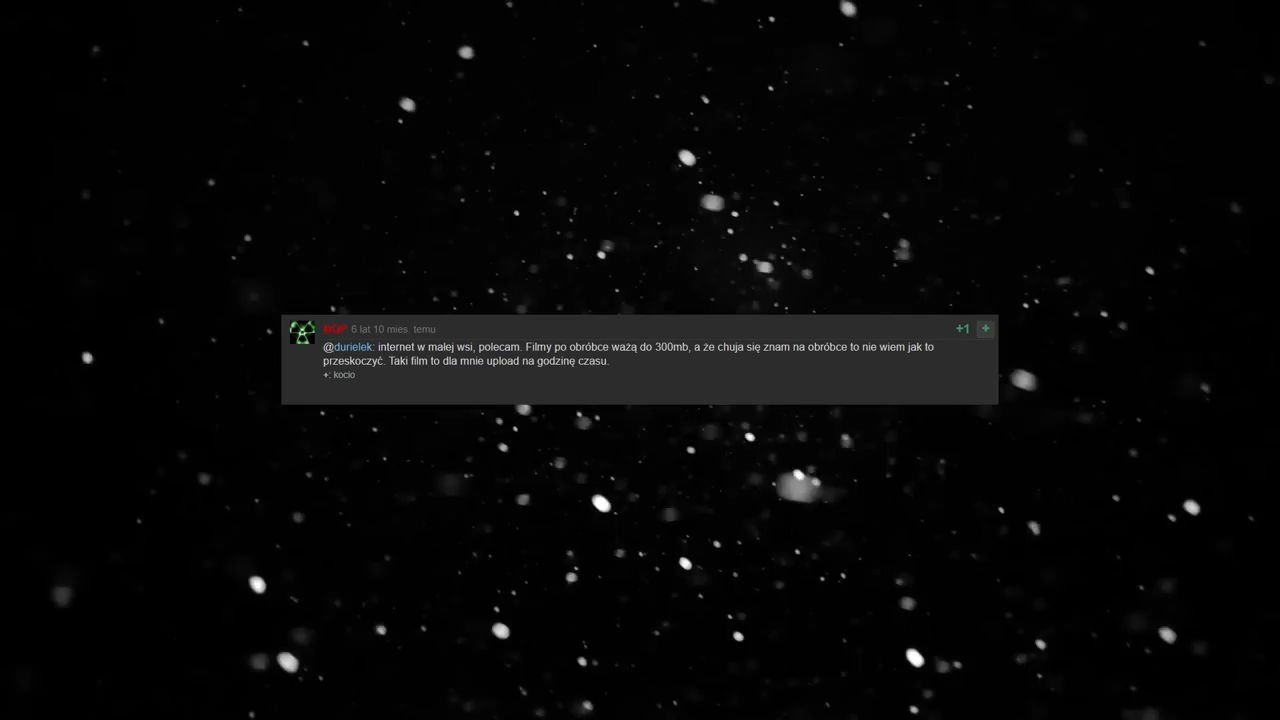 BQP 6 lat 10 mies. temu +1 +
@durielek: internet w małej wsi, polecam. Filmy po obróbce ważą do 300mb, a że chuja się znam na obróbce to nie wiem jak to
przeskoczyć. Taki film to dla mnie upload na godzinę czasu.
+: kocio